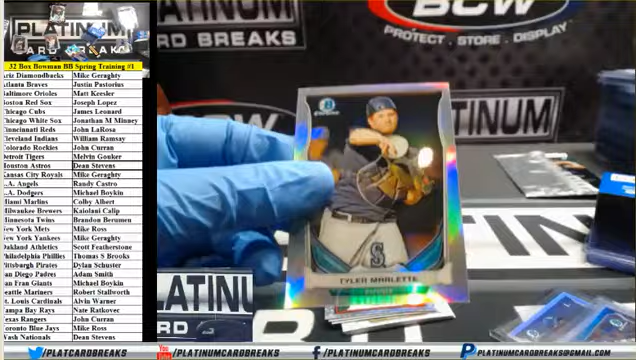 PLATINUM
CARD BREAKS
32 Box Bowman BB Spring Training #1
Ariz Diamondbacks Mike Geraghty
Atlanta Braves Justin Pastorius
Baltimore Orioles Matt Keesler
Boston Red Sox Joseph Lopez
Chicago Cubs James Leonard
Chicago White Sox Jonathan M Minney
Cincinnati Reds John LaRosa
Cleveland Indians William Ramsay
Colorado Rockies John Curran
Detroit Tigers Melvin Gouker
Houston Astros Dean Stevens
Kansas City Royals Mike Geraghty
L.A. Angels Randy Castro
L.A. Dodgers Michael Boykin
Miami Marlins Colby Albert
Milwaukee Brewers Kaiolani Calip
Minnesota Twins Brandon Berumen
New York Mets Mike Ross
New York Yankees Mike Geraghty
Oakland Athletics Scott Featherstone
Philadelphia Phillies Thomas S Brooks
Pittsburgh Pirates Dylan Schuster
San Diego Padres Adam Smith
San Fran Giants Michael Boykin
Seattle Mariners Robert Stallworth
St. Louis Cardinals Alvin Warner
Tampa Bay Rays Nate Ratkover
Texas Rangers John Curran
Toronto Blue Jays Mike Ross
Wash Nationals Dean Stevens
PLATINUM
CARD BREAKS
BCW
PROTECT . STORE . DISPLAY
TYLER MARLETTE
/PLATCARDBREAKS
/PLATINUMCARDBREAKS
/PLATINUMCARDBREAKS
PLATINUMCARDBREAKS@GMAIL.COM